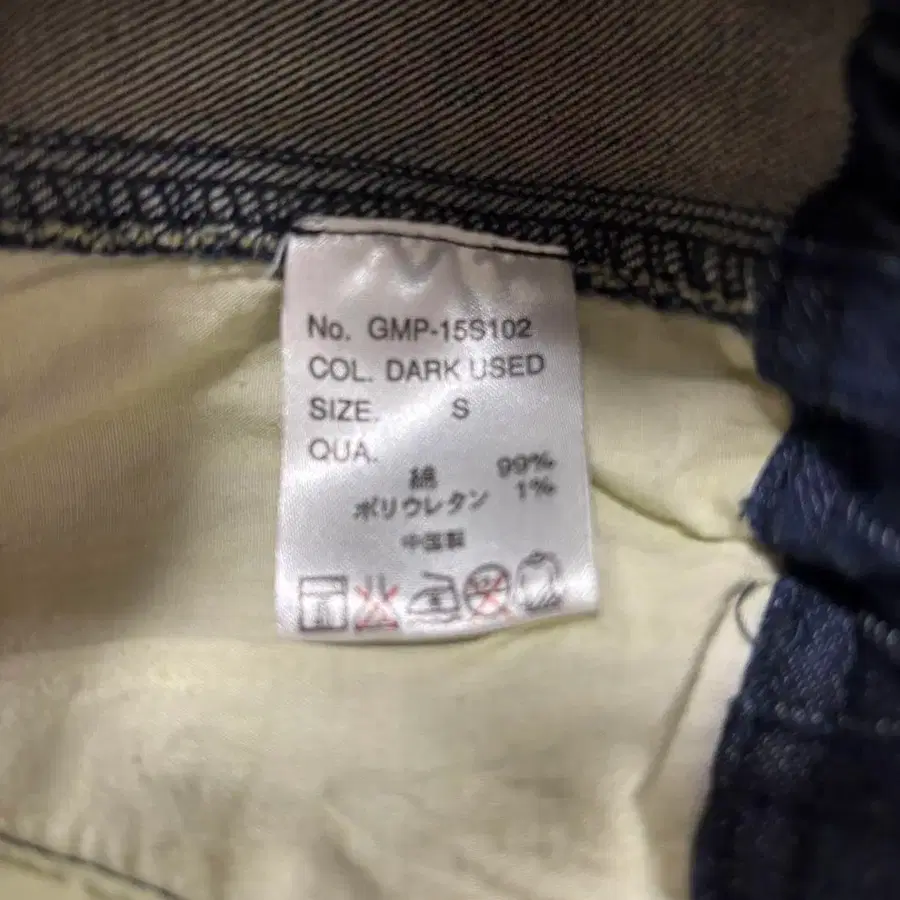 No. GMP-15S102
COL. DARK USED
SIZE. S
QUA.
綿 99%
ポリウレタン 1%
中国製